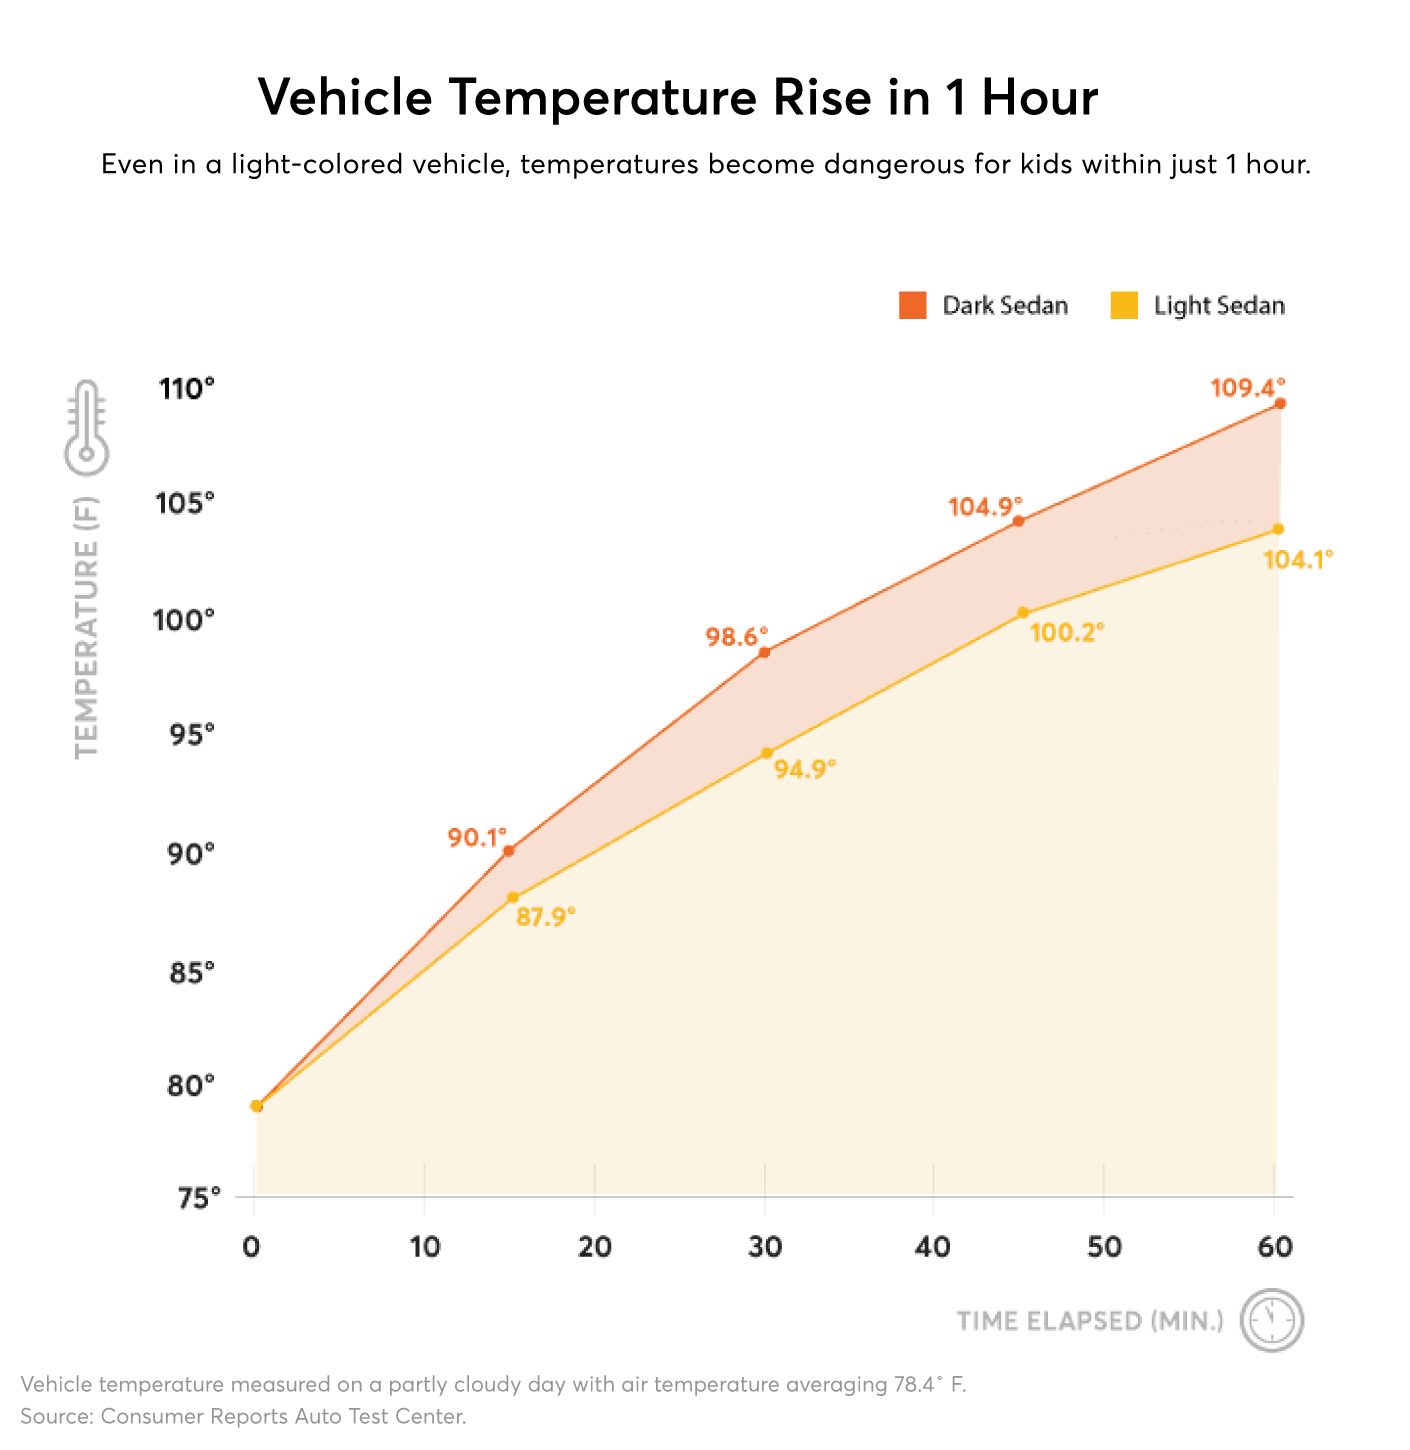 Vehicle Temperature Rise in 1 Hour
Even in a light-colored vehicle, temperatures become dangerous for kids within just 1 hour.
Dark Sedan
Light Sedan
TEMPERATURE (F)
110°
105°
100°
95°
90°
85°
80°
75°
109.4°
104.9°
104.1°
98.6°
100.2°
94.9°
90.1°
87.9°
0 10 20 30 40 50 60
TIME ELAPSED (MIN.)
Vehicle temperature measured on a partly cloudy day with air temperature averaging 78.4° F.
Source: Consumer Reports Auto Test Center.